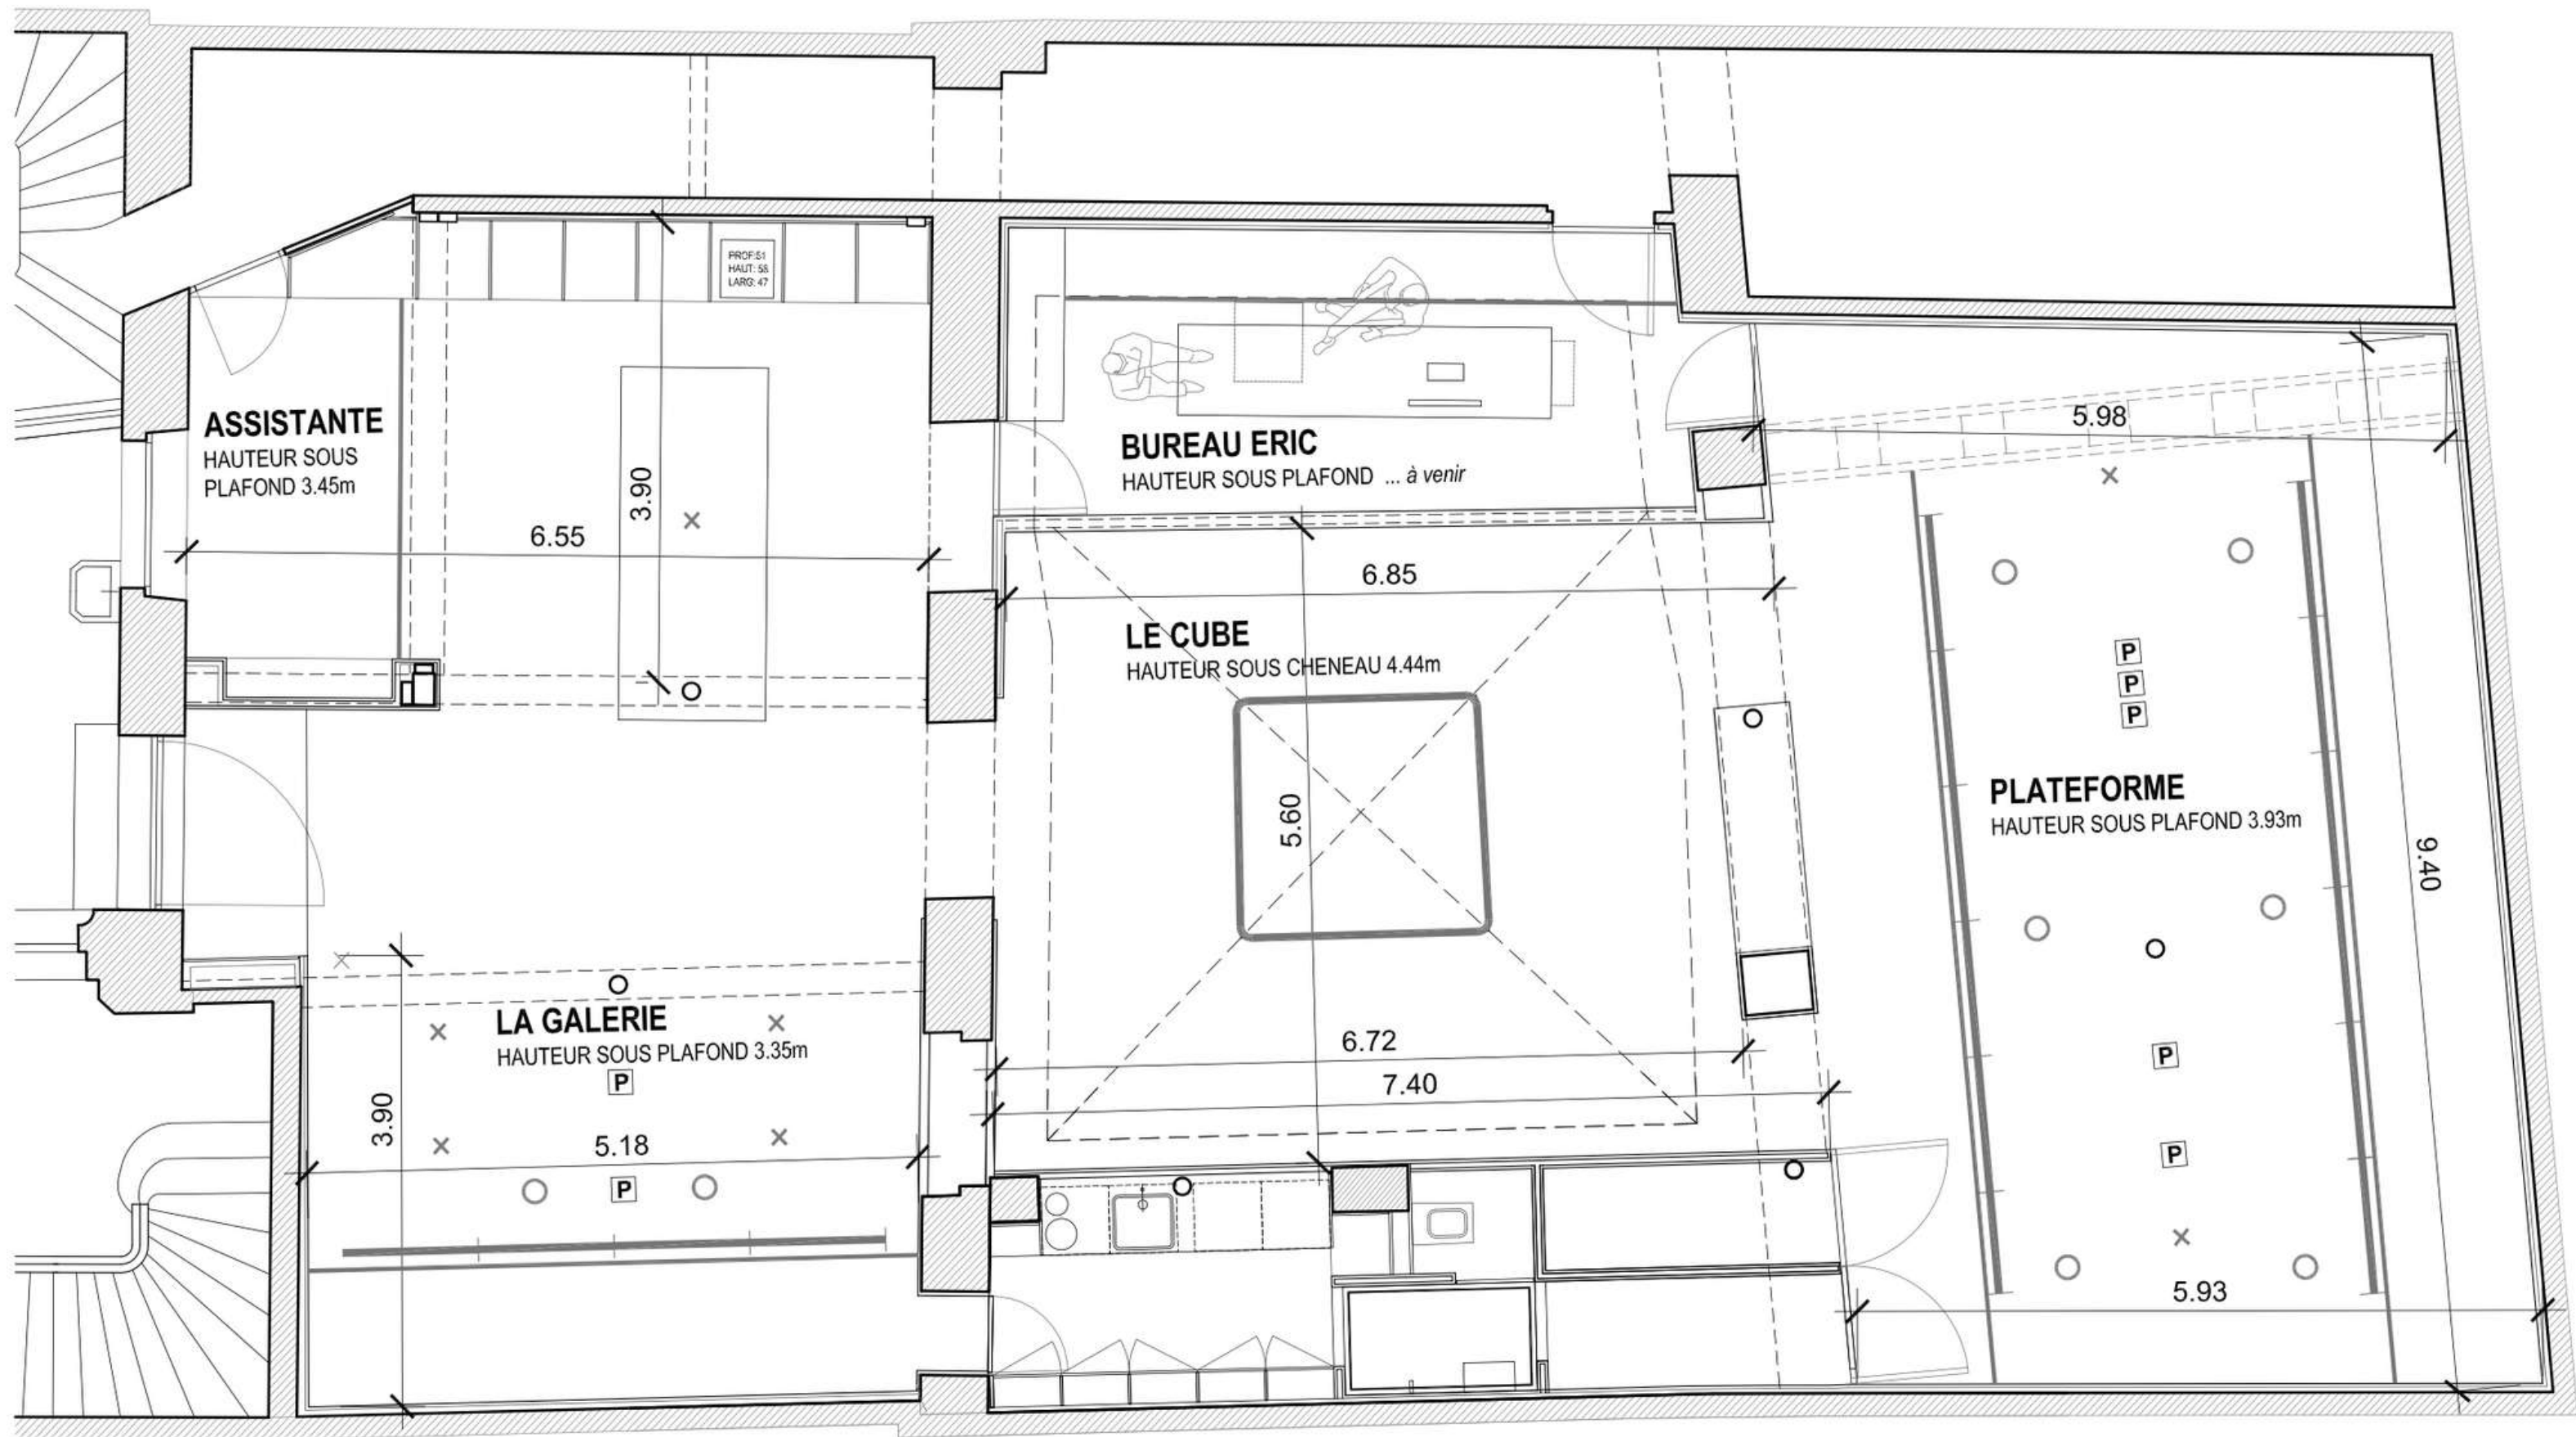 PROF:51
HAUT: 58
LARG: 47
ASSISTANTE
HAUTEUR SOUS
PLAFOND 3.45m
3.90
6.55
BUREAU ERIC
HAUTEUR SOUS PLAFOND ... à venir
5.98
6.85
LE CUBE
HAUTEUR SOUS CHENEAU 4.44m
5.60
P
P
P
PLATEFORME
HAUTEUR SOUS PLAFOND 3.93m
9.40
LA GALERIE
HAUTEUR SOUS PLAFOND 3.35m
P
3.90
5.18
P
6.72
7.40
P
P
5.93